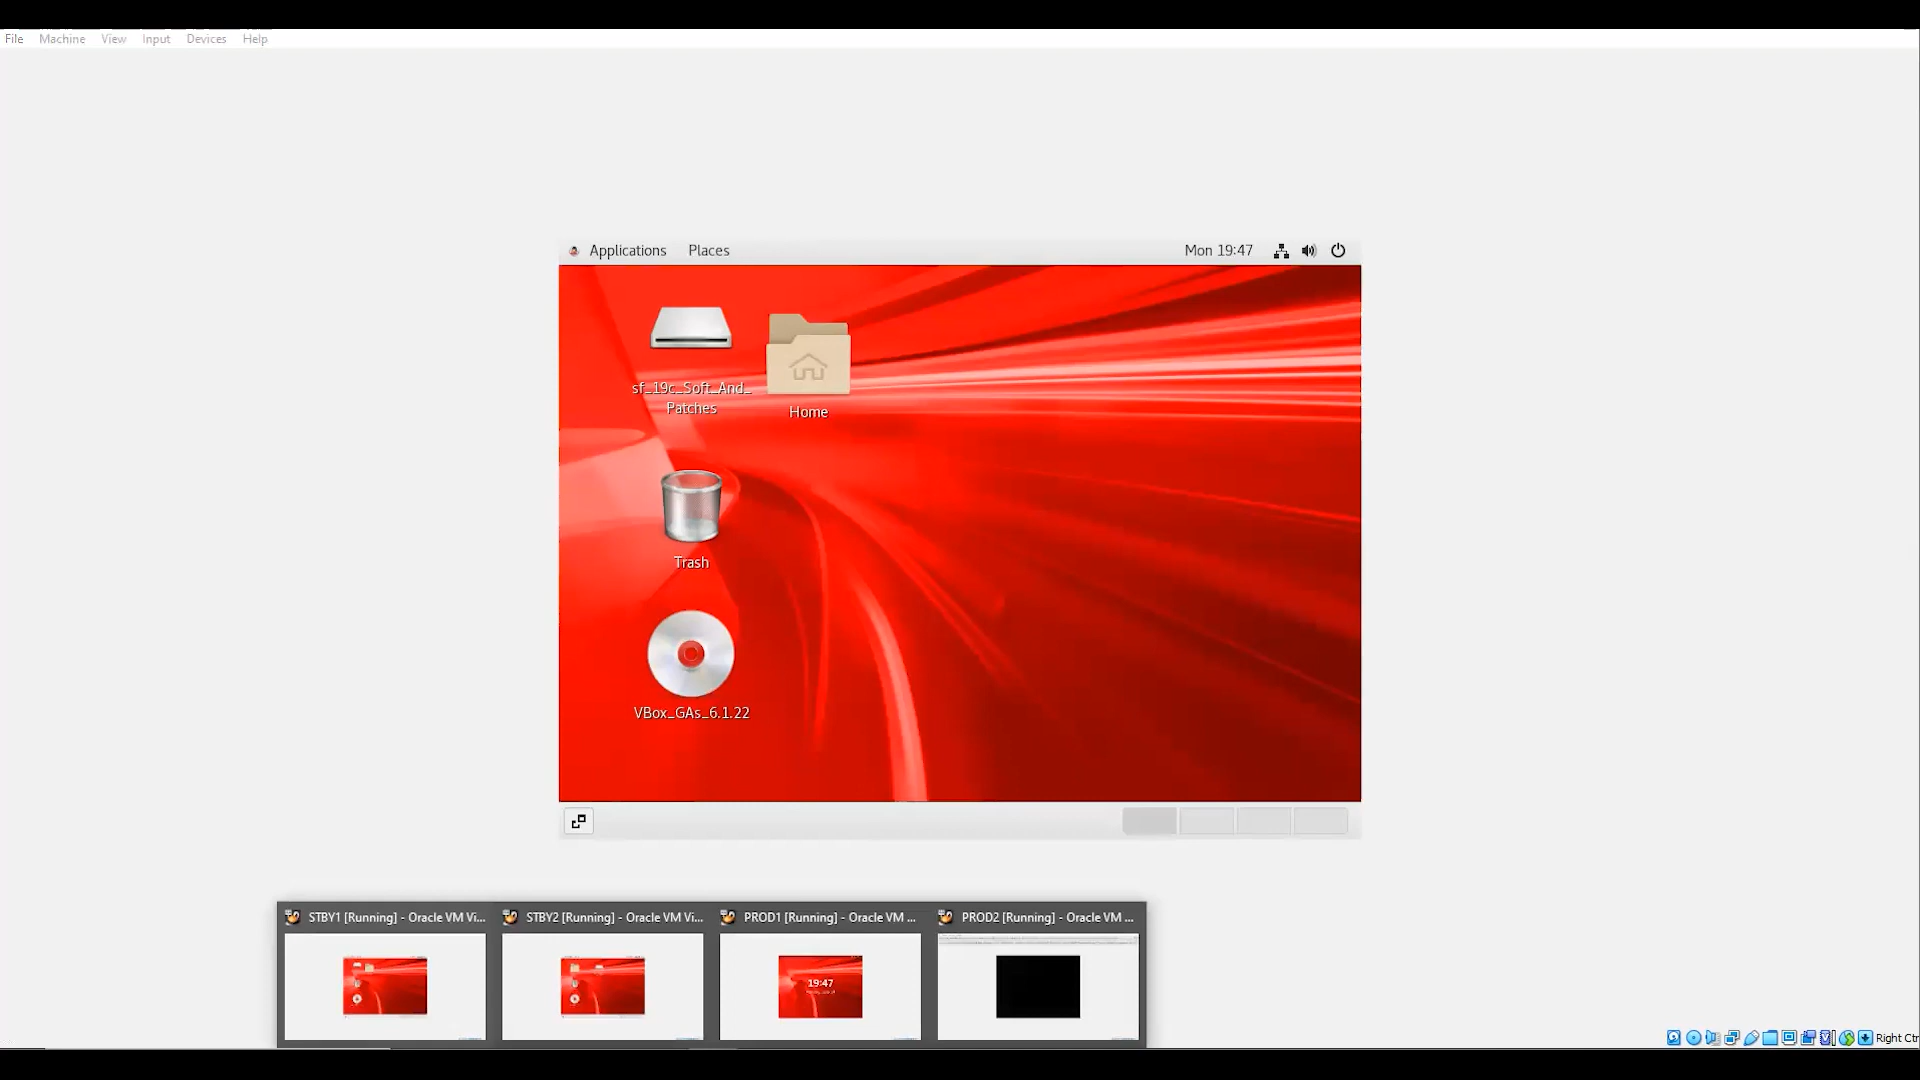 File Machine View Input Devices Help
Applications Places Mon 19:47
sf_19c_Soft_And_
Patches
Home
Trash
VBox_GAs_6.1.22
STBY1 [Running] - Oracle VM Vi... STBY2 [Running] - Oracle VM Vi... PROD1 [Running] - Oracle VM ... PROD2 [Running] - Oracle VM ...
19:47
Right Ctr